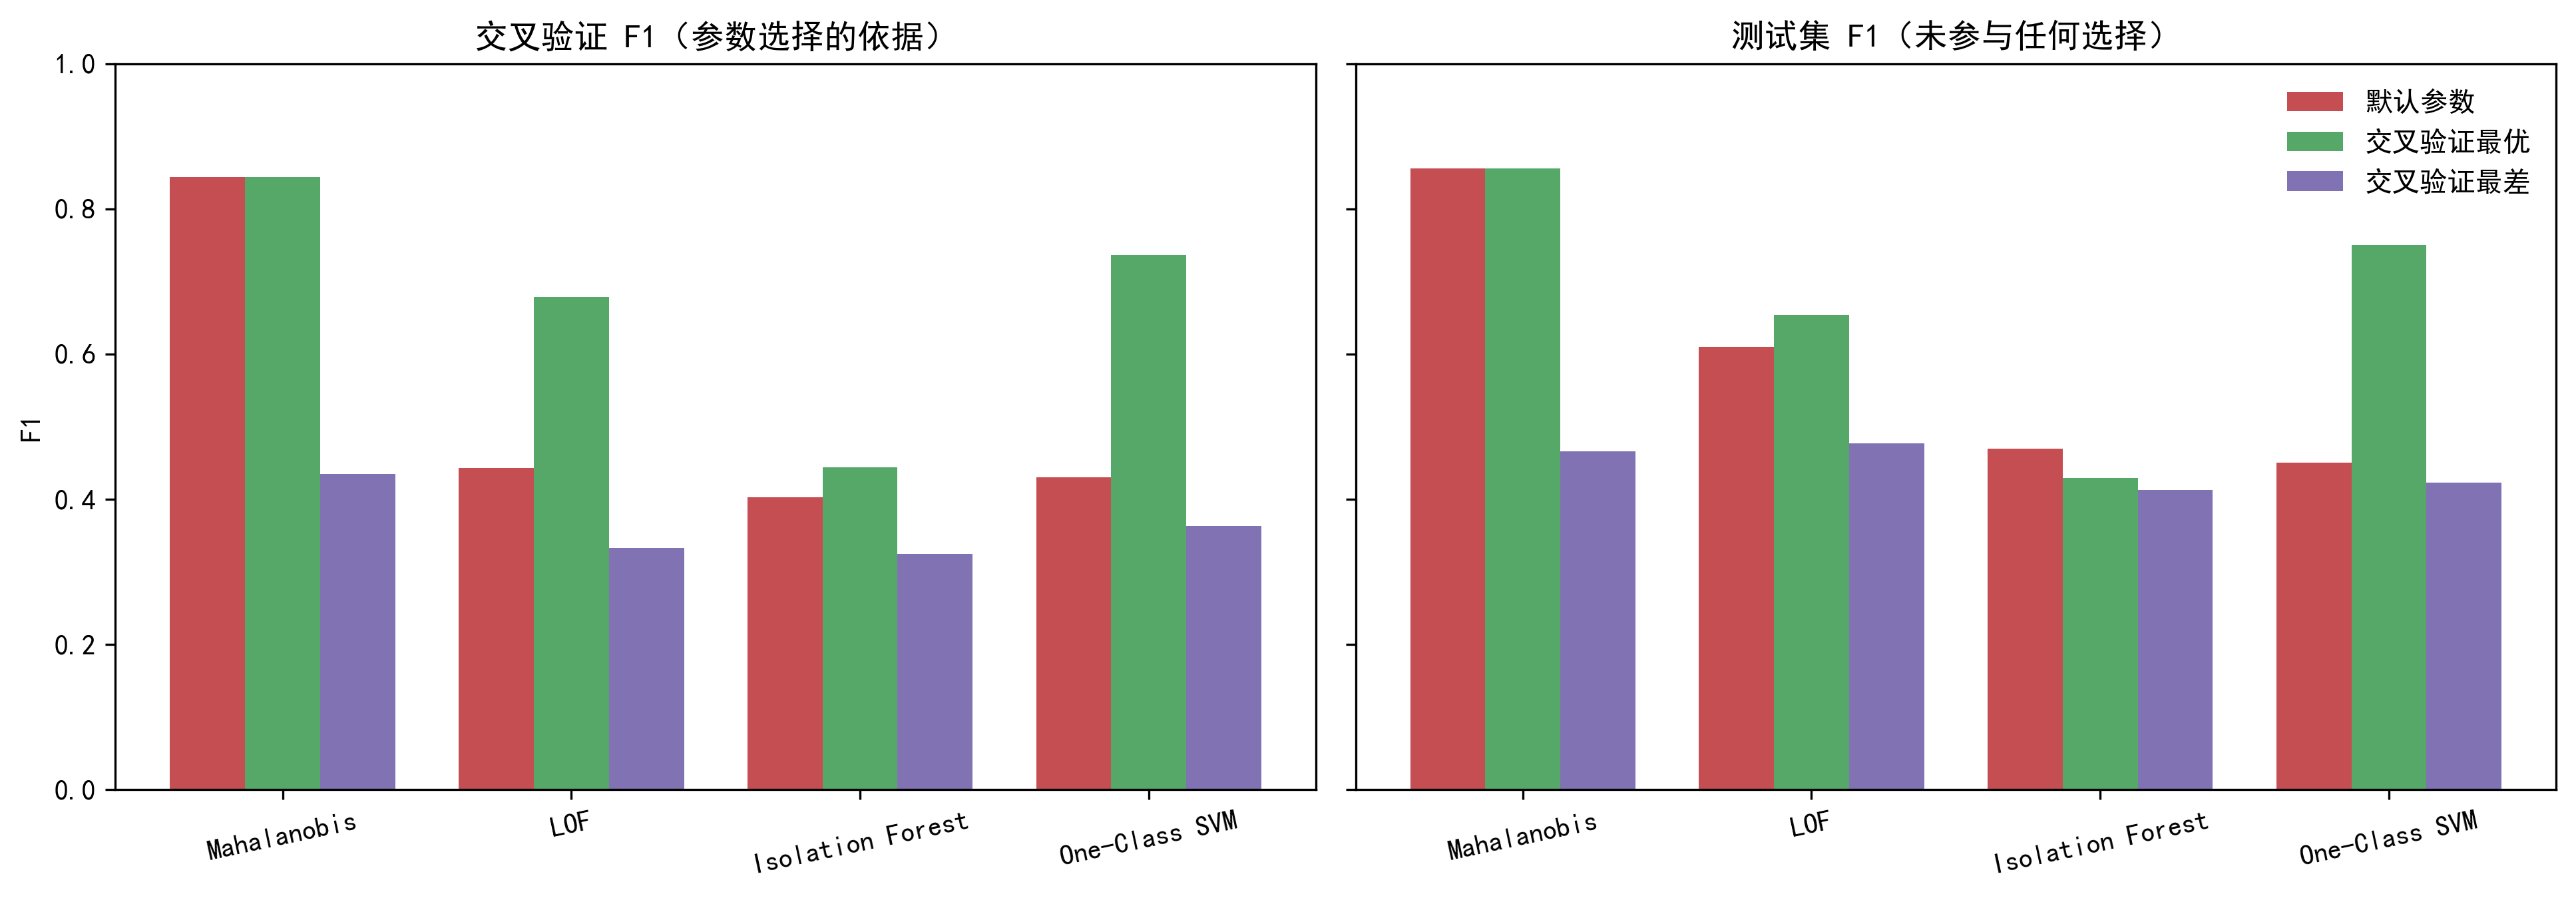 交叉验证 F1（参数选择的依据）
1.0
0.8
0.6
0.4
0.2
0.0
F1
Mahalanobis
LOF
Isolation Forest
One-Class SVM
测试集 F1（未参与任何选择）
默认参数
交叉验证最优
交叉验证最差
Mahalanobis
LOF
Isolation Forest
One-Class SVM